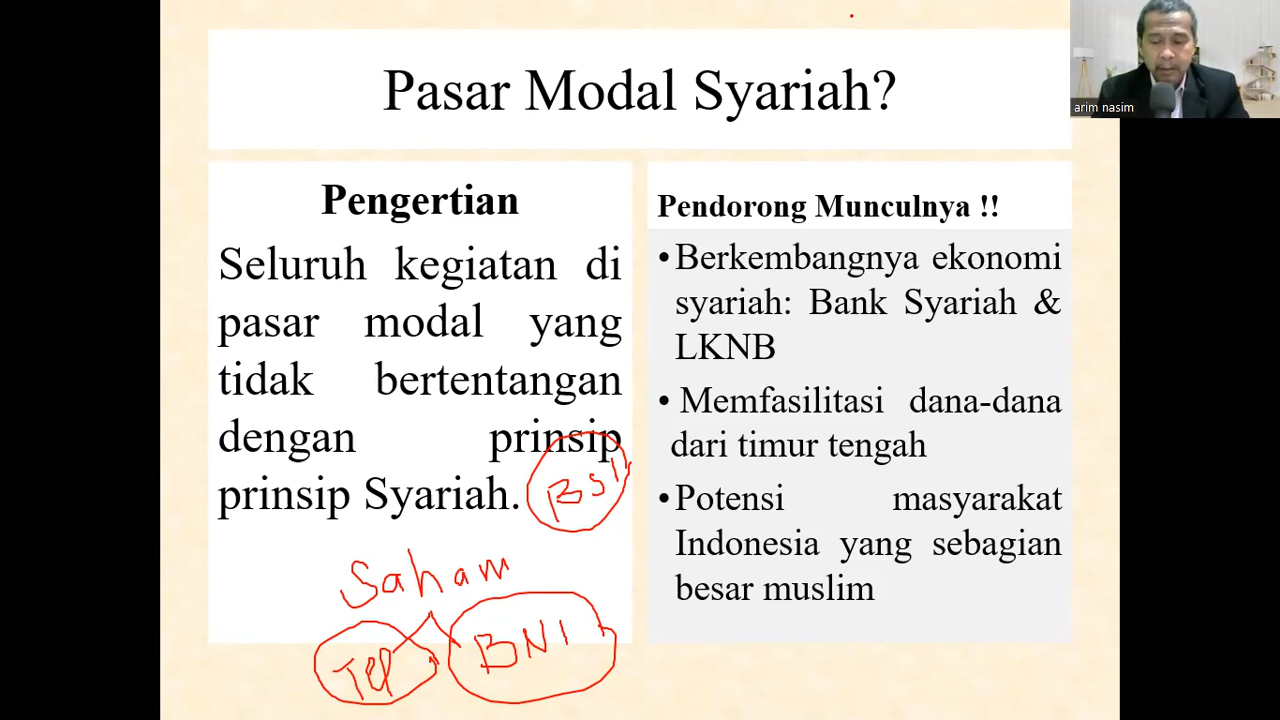 Pasar Modal Syariah?
arim nasim
Pengertian
Seluruh kegiatan di
pasar modal yang
tidak bertentangan
dengan prinsip
prinsip Syariah.
BSI
Saham
BNI
Pendorong Munculnya !!
•Berkembangnya ekonomi
syariah: Bank Syariah &
LKNB
• Memfasilitasi dana-dana
dari timur tengah
•Potensi masyarakat
Indonesia yang sebagian
besar muslim